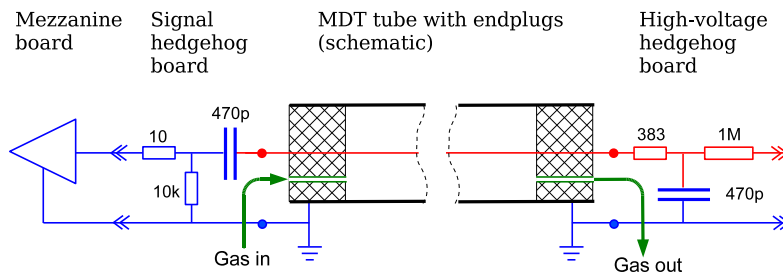 Mezzanine
board
Signal
hedgehog
board
MDT tube with endplugs
(schematic)
High-voltage
hedgehog
board
10
470p
10k
383
1M
470p
Gas in
Gas out